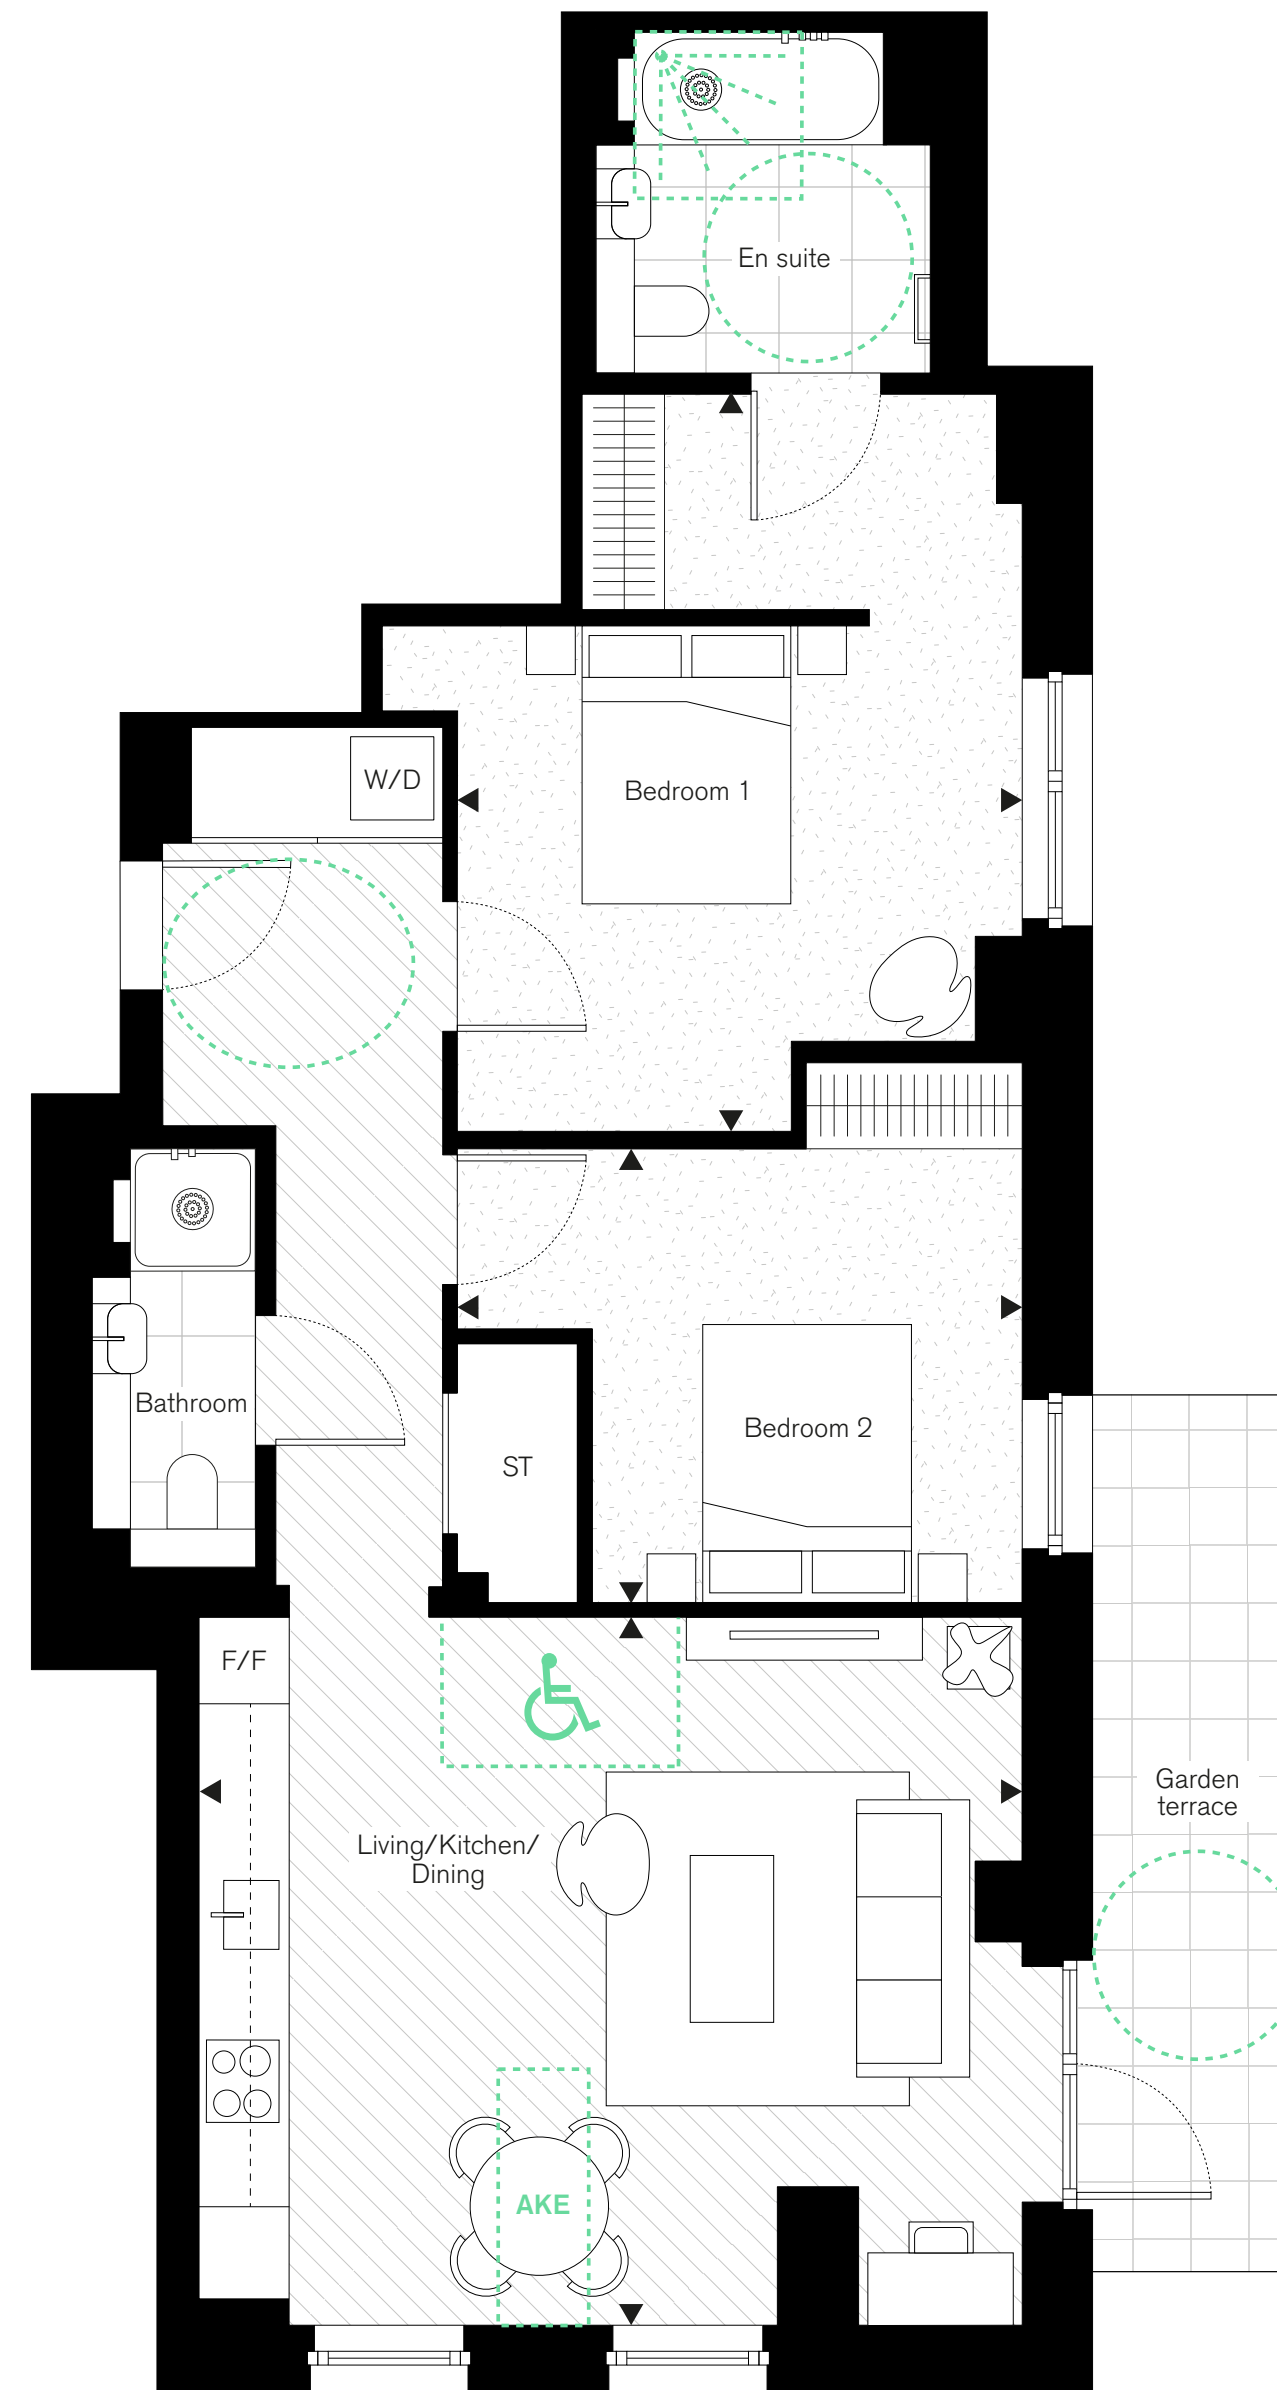 En suite
W/D
Bedroom 1
Bathroom
Bedroom 2
ST
F/F
Garden
terrace
Living/Kitchen/
Dining
AKE